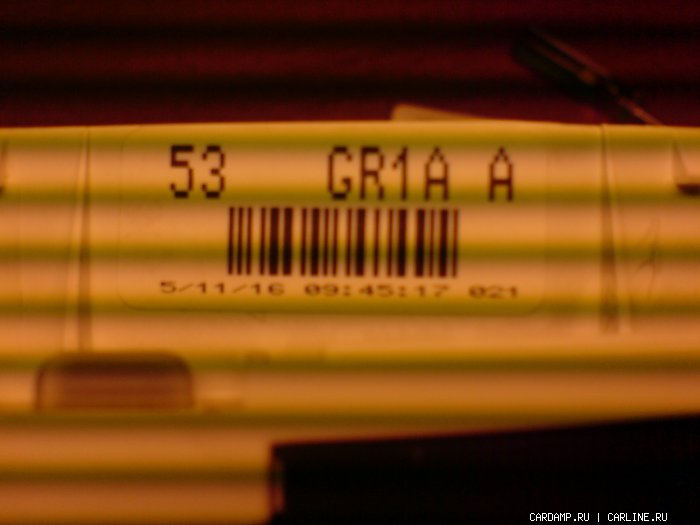 53 GR1A A
5/11/16 09:45:17 021
CARDAMP.RU | CARLINE.RU